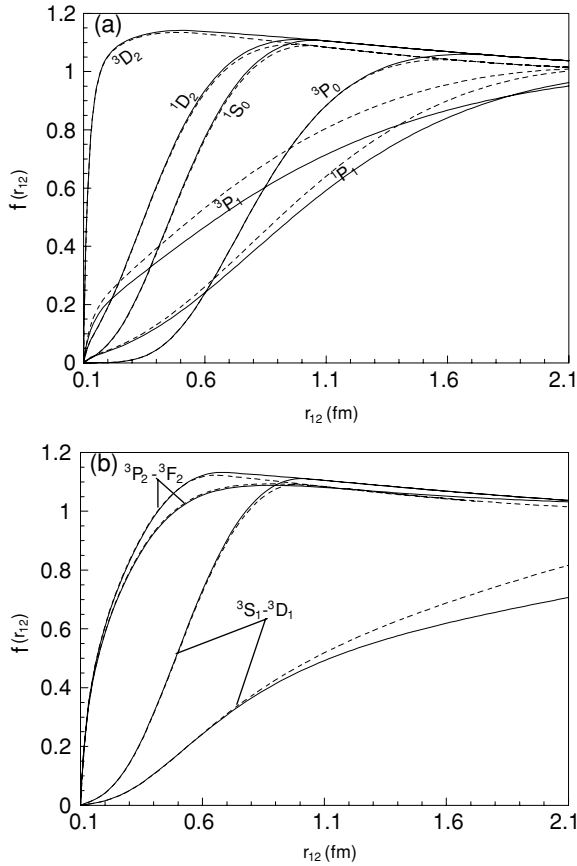 (a)
1.2
1
0.8
0.6
0.4
0.2
0
f (r₁₂)
³D₂
¹D₂
¹S₀
³P₀
³P₁
¹P₁
0.1 0.6 1.1 1.6 2.1
r₁₂ (fm)
(b)
1.2
1
0.8
0.6
0.4
0.2
0
f (r₁₂)
³P₂-³F₂
³S₁-³D₁
0.1 0.6 1.1 1.6 2.1
r₁₂ (fm)